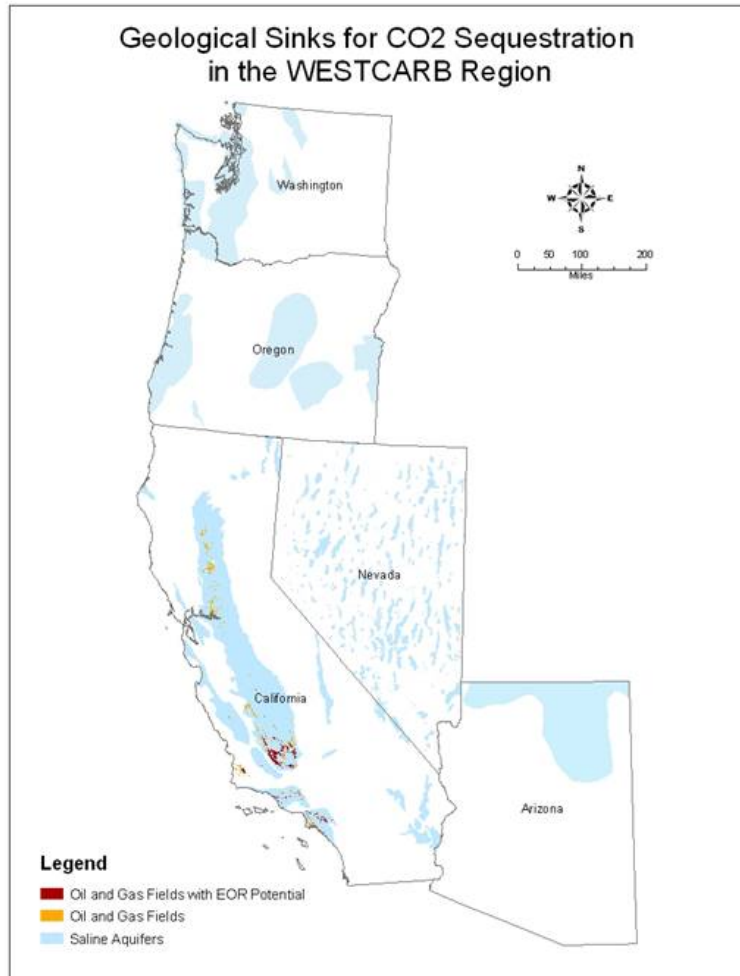 Geological Sinks for CO2 Sequestration
in the WESTCARB Region
Washington
N
W E
S
0 50 100 200
Miles
Oregon
Nevada
California
Arizona
Legend
Oil and Gas Fields with EOR Potential
Oil and Gas Fields
Saline Aquifers